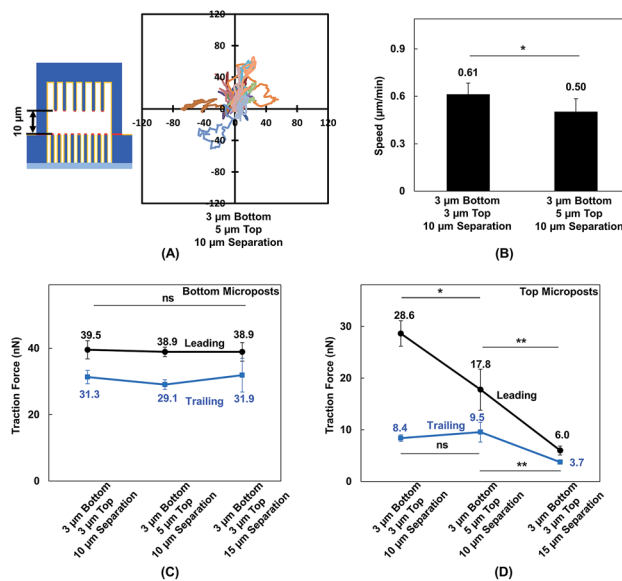 10 µm
120
80
40
0
-40
-80
-120
-120
-80
-40
0
40
80
120
3 µm Bottom
5 µm Top
10 µm Separation
(A)
Speed (µm/min)
0.9
0.6
0.3
0
0.61
*
0.50
3 µm Bottom
3 µm Top
10 µm Separation
3 µm Bottom
5 µm Top
10 µm Separation
(B)
Traction Force (nN)
40
20
0
ns
Bottom Microposts
39.5
38.9
38.9
Leading
31.3
29.1
31.9
Trailing
3 µm Bottom
3 µm Top
10 µm Separation
3 µm Bottom
5 µm Top
10 µm Separation
3 µm Bottom
3 µm Top
15 µm Separation
(C)
Traction Force (nN)
30
20
10
0
*
Top Microposts
28.6
**
17.8
Leading
8.4
Trailing
9.5
6.0
3.7
ns
**
3 µm Bottom
3 µm Top
10 µm Separation
3 µm Bottom
5 µm Top
10 µm Separation
3 µm Bottom
3 µm Top
15 µm Separation
(D)